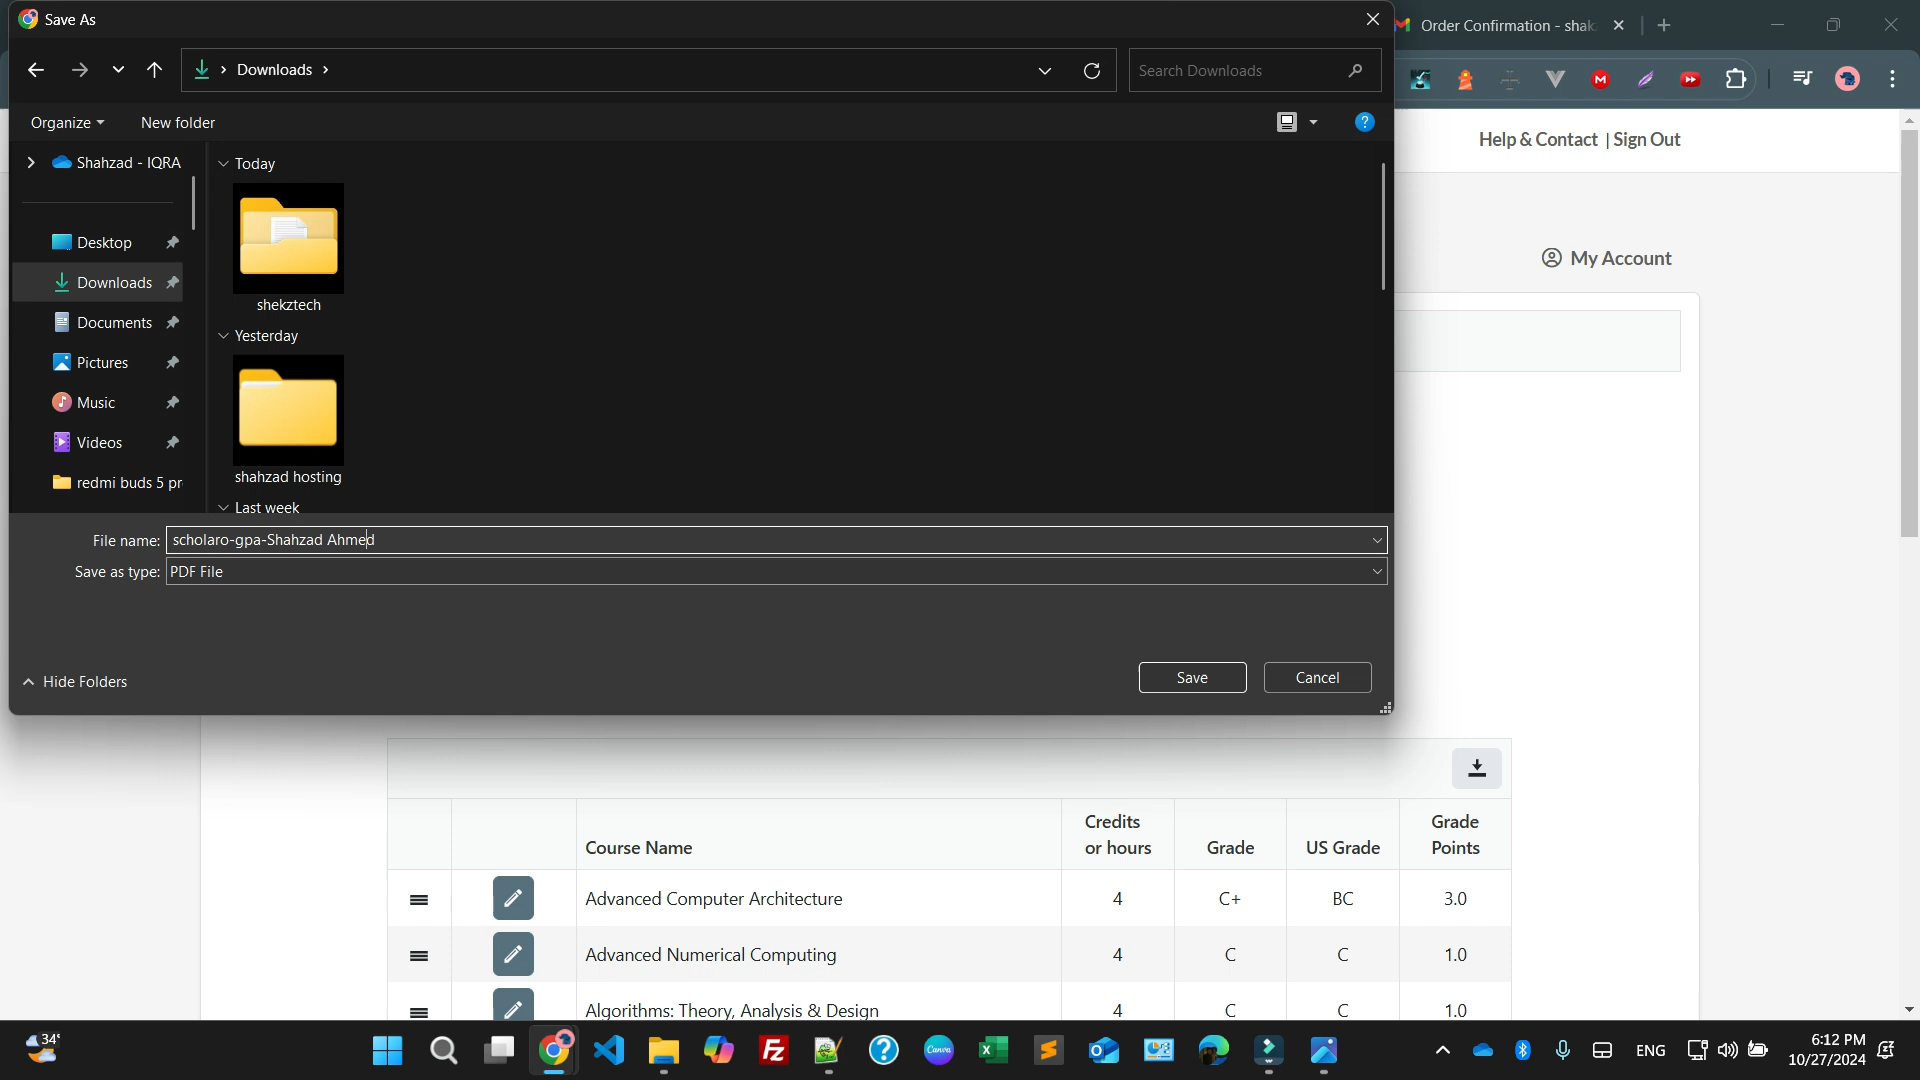 Save As
Order Confirmation - shak
Downloads
Search Downloads
Organize
New folder
Help & Contact | Sign Out
Shahzad - IQRA
Today
Desktop
My Account
Downloads
shekztech
Documents
Yesterday
Pictures
Music
Videos
shahzad hosting
redmi buds 5 pr
Last week
File name: scholaro-gpa-Shahzad Ahmed
Save as type: PDF File
Hide Folders
Save
Cancel
Course Name
Credits
or hours
Grade
US Grade
Grade
Points
Advanced Computer Architecture 4 C+ BC 3.0
Advanced Numerical Computing 4 C C 1.0
Algorithms: Theory, Analysis & Design 4 C C 1.0
34°
Fz
Canva
ENG
6:12 PM
10/27/2024